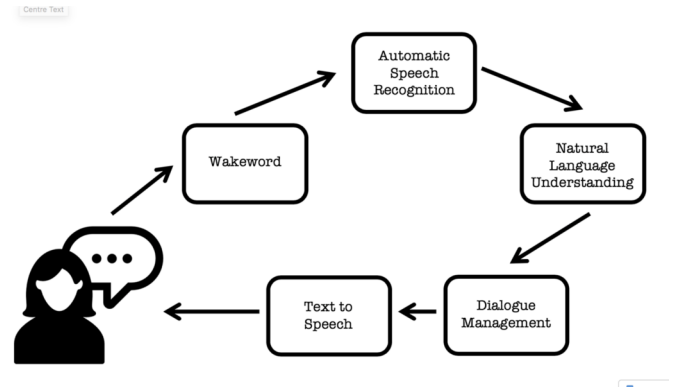 Centre Text
Automatic
Speech
Recognition
Wakeword
Natural
Language
Understanding
Dialogue
Management
Text to
Speech